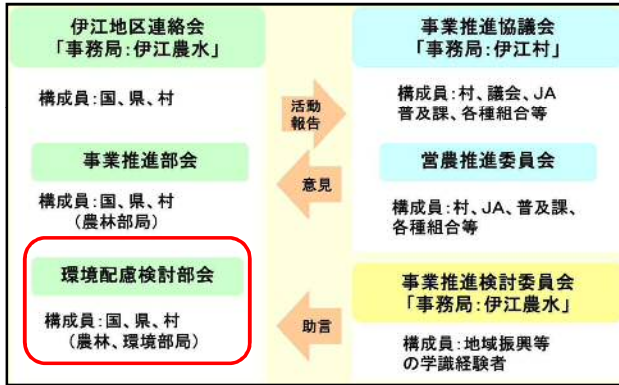 伊江地区連絡会
「事務局:伊江農水」
構成員:国、県、村
事業推進部会
構成員:国、県、村
（農林部局）
環境配慮検討部会
構成員:国、県、村
（農林、環境部局）
活動
報告
意見
助言
事業推進協議会
「事務局:伊江村」
構成員:村、議会、JA
普及課、各種組合等
営農推進委員会
構成員:村、JA、普及課、
各種組合等
事業推進検討委員会
「事務局:伊江農水」
構成員:地域振興等
の学識経験者